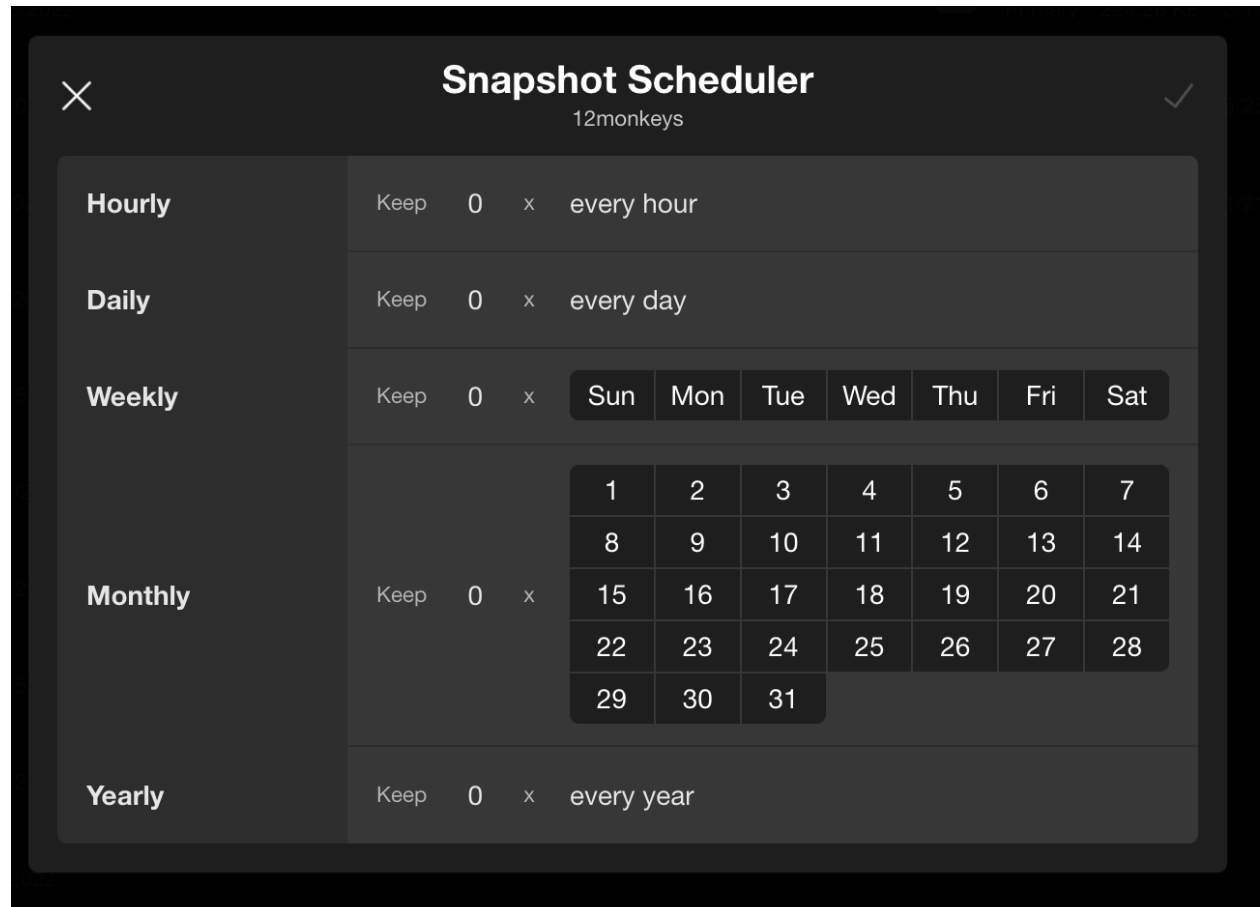 Snapshot Scheduler
12monkeys
Hourly Keep 0 x every hour
Daily Keep 0 x every day
Weekly Keep 0 x Sun Mon Tue Wed Thu Fri Sat
1 2 3 4 5 6 7
8 9 10 11 12 13 14
Monthly Keep 0 x 15 16 17 18 19 20 21
22 23 24 25 26 27 28
29 30 31
Yearly Keep 0 x every year